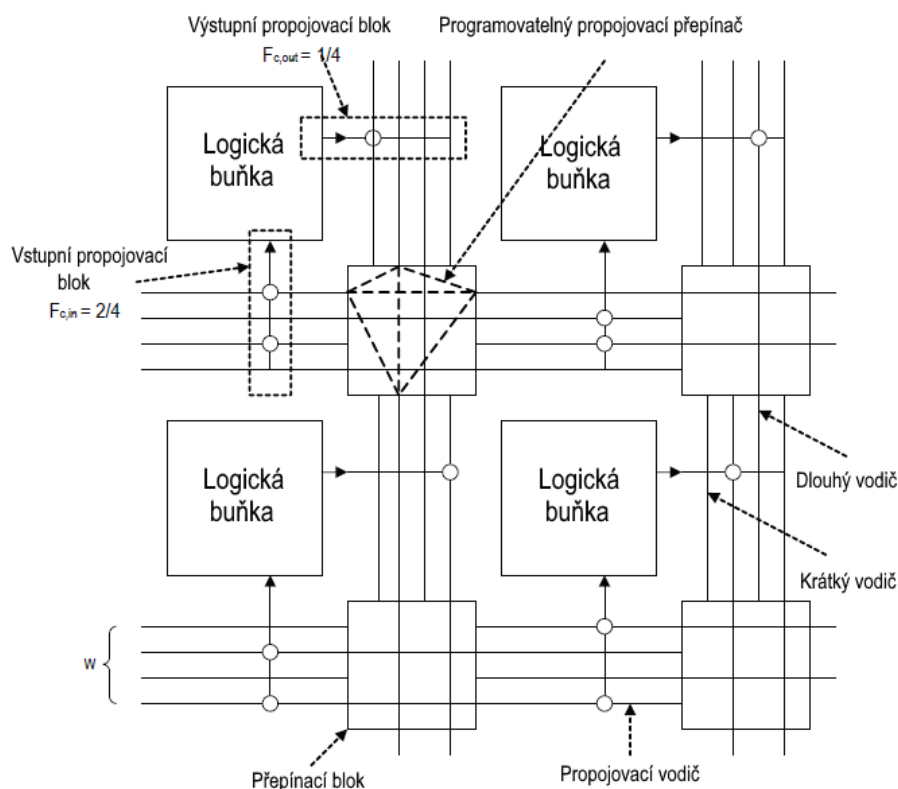 Výstupní propojovací blok
Fc,out = 1/4
Programovatelný propojovací přepínač
Logická
buňka
Logická
buňka
Vstupní propojovací
blok
Fc,in = 2/4
Logická
buňka
Logická
buňka
Dlouhý vodič
Krátký vodič
w
Přepínací blok
Propojovací vodič